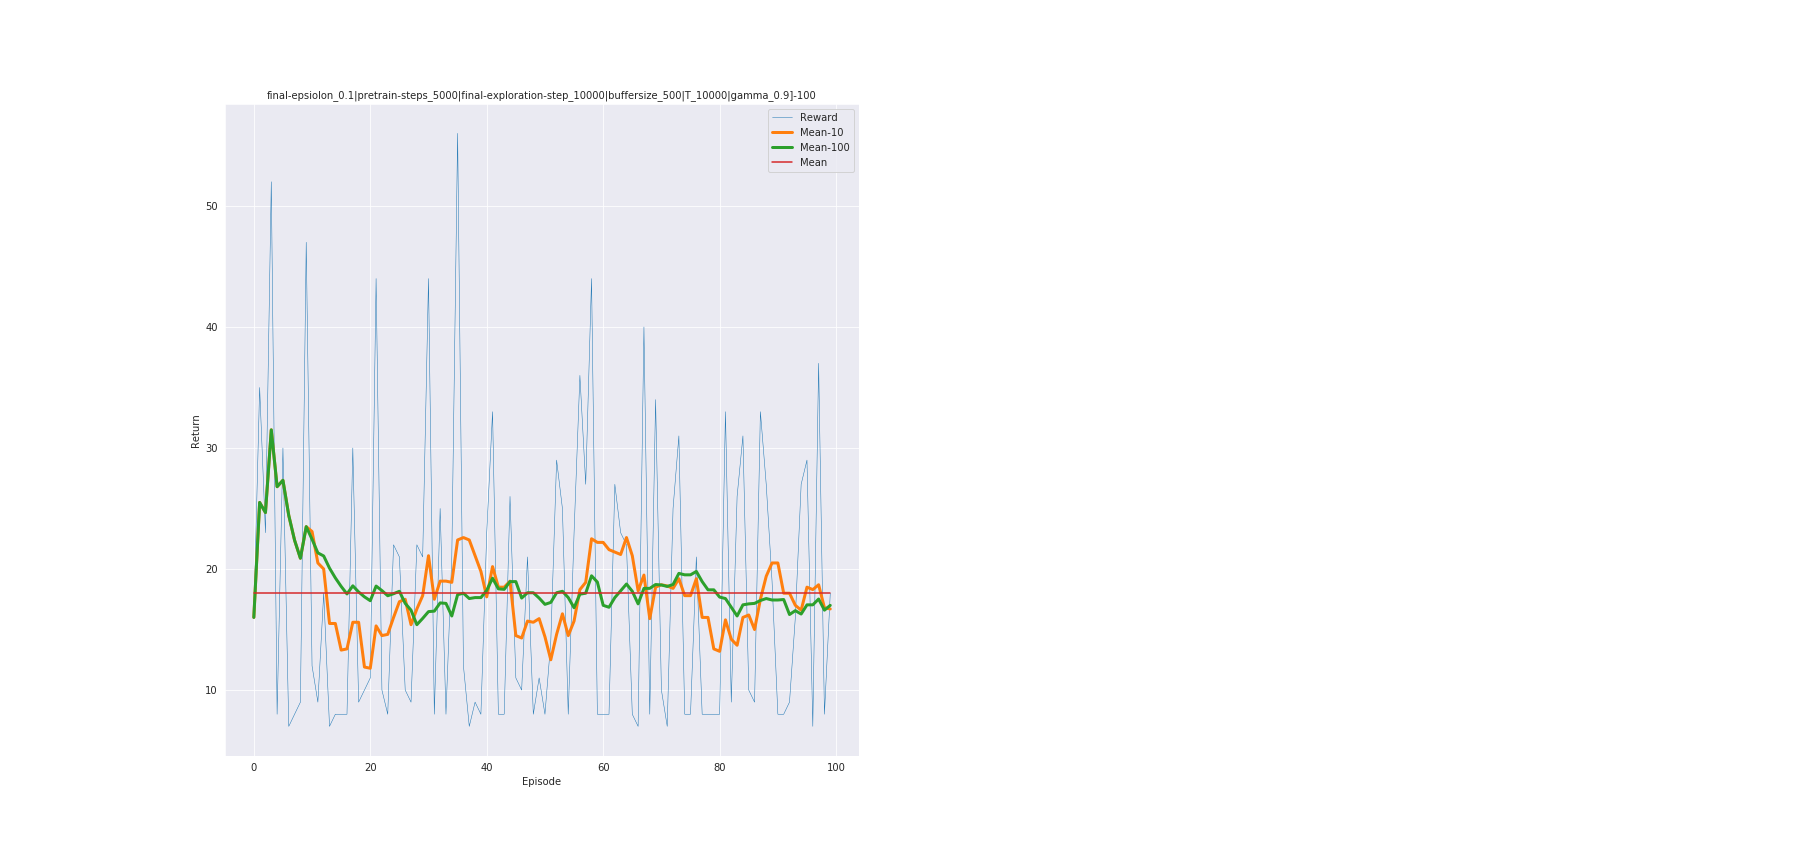 final-epsiolon_0.1|pretrain-steps_5000|final-exploration-step_10000|buffersize_500|T_10000|gamma_0.9]-100
Reward
Mean-10
Mean-100
Mean
50
40
30
20
10
Return
0 20 40 60 80 100
Episode